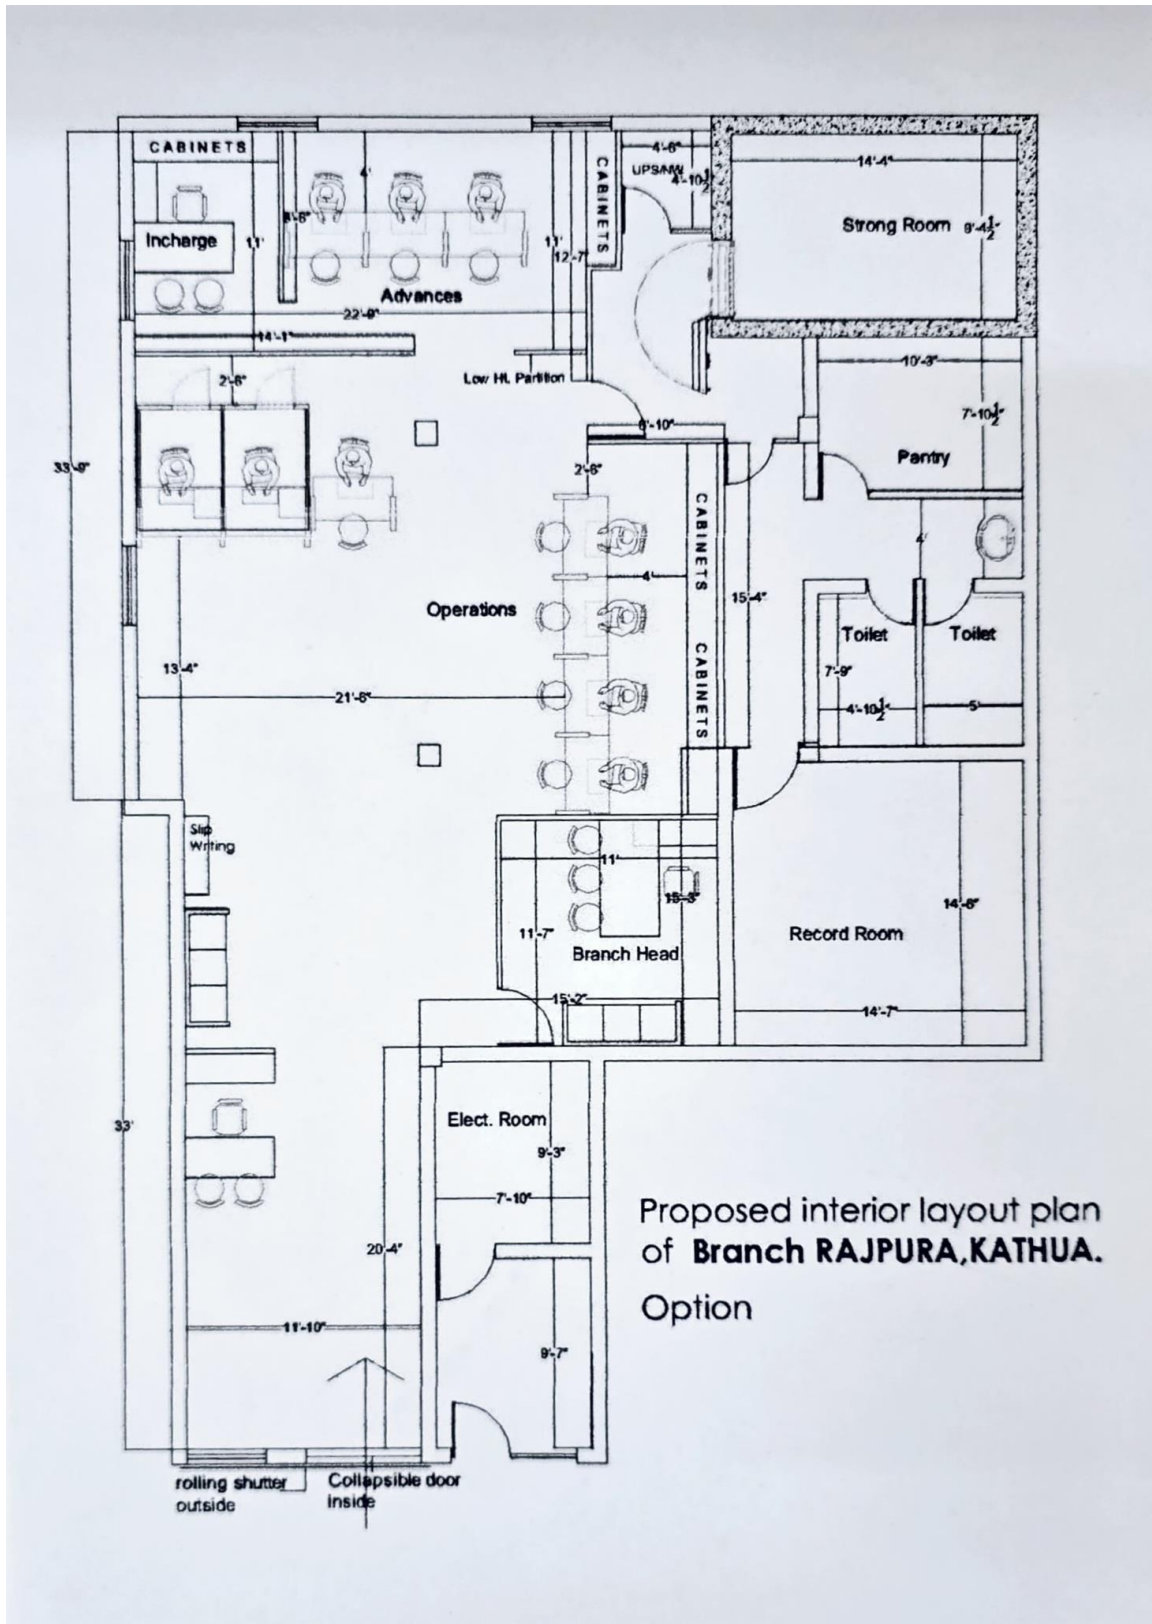 CABINETS
4'-6"
UPS/NW
4'-10½"
14'-4"
Strong Room
9'-4½"
Incharge
11'
8'-6"
4'
Advances
11'
12'-7"
CABINETS
22'-9"
14'-1"
Low Ht. Partition
2'-6"
6'-10"
10'-3"
7'-10½"
Pantry
33'-9"
2'-6"
CABINETS
4'
Operations
4'
15'-4"
CABINETS
Toilet
Toilet
7'-9"
4'-10½"
5'
13'-4"
21'-6"
Slip
Writing
11'
15'-3"
11'-7"
Branch Head
15'-2"
Record Room
14'-6"
14'-7"
33'
Elect. Room
9'-3"
7'-10"
20'-4"
11'-10"
9'-7"
Proposed interior layout plan
of Branch RAJPURA,KATHUA.
Option
rolling shutter
outside
Collapsible door
inside